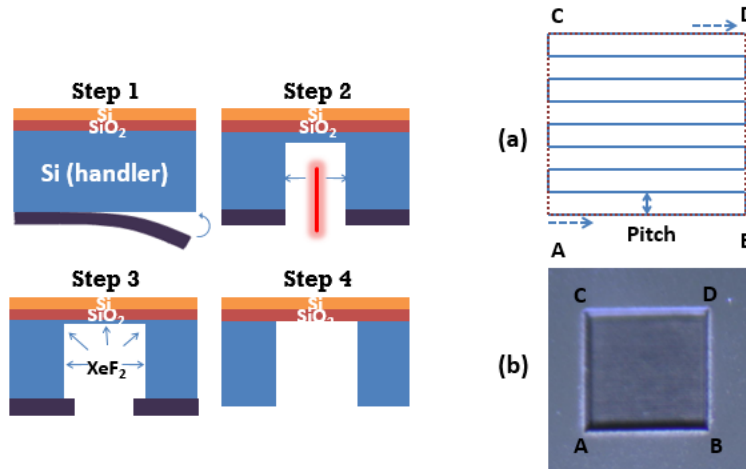 Step 1
Si
SiO2
Si (handler)
Step 2
Si
SiO2
Step 3
Si
SiO2
XeF2
Step 4
Si
SiO2
C
D
(a)
Pitch
A
B
(b)
C
D
A
B